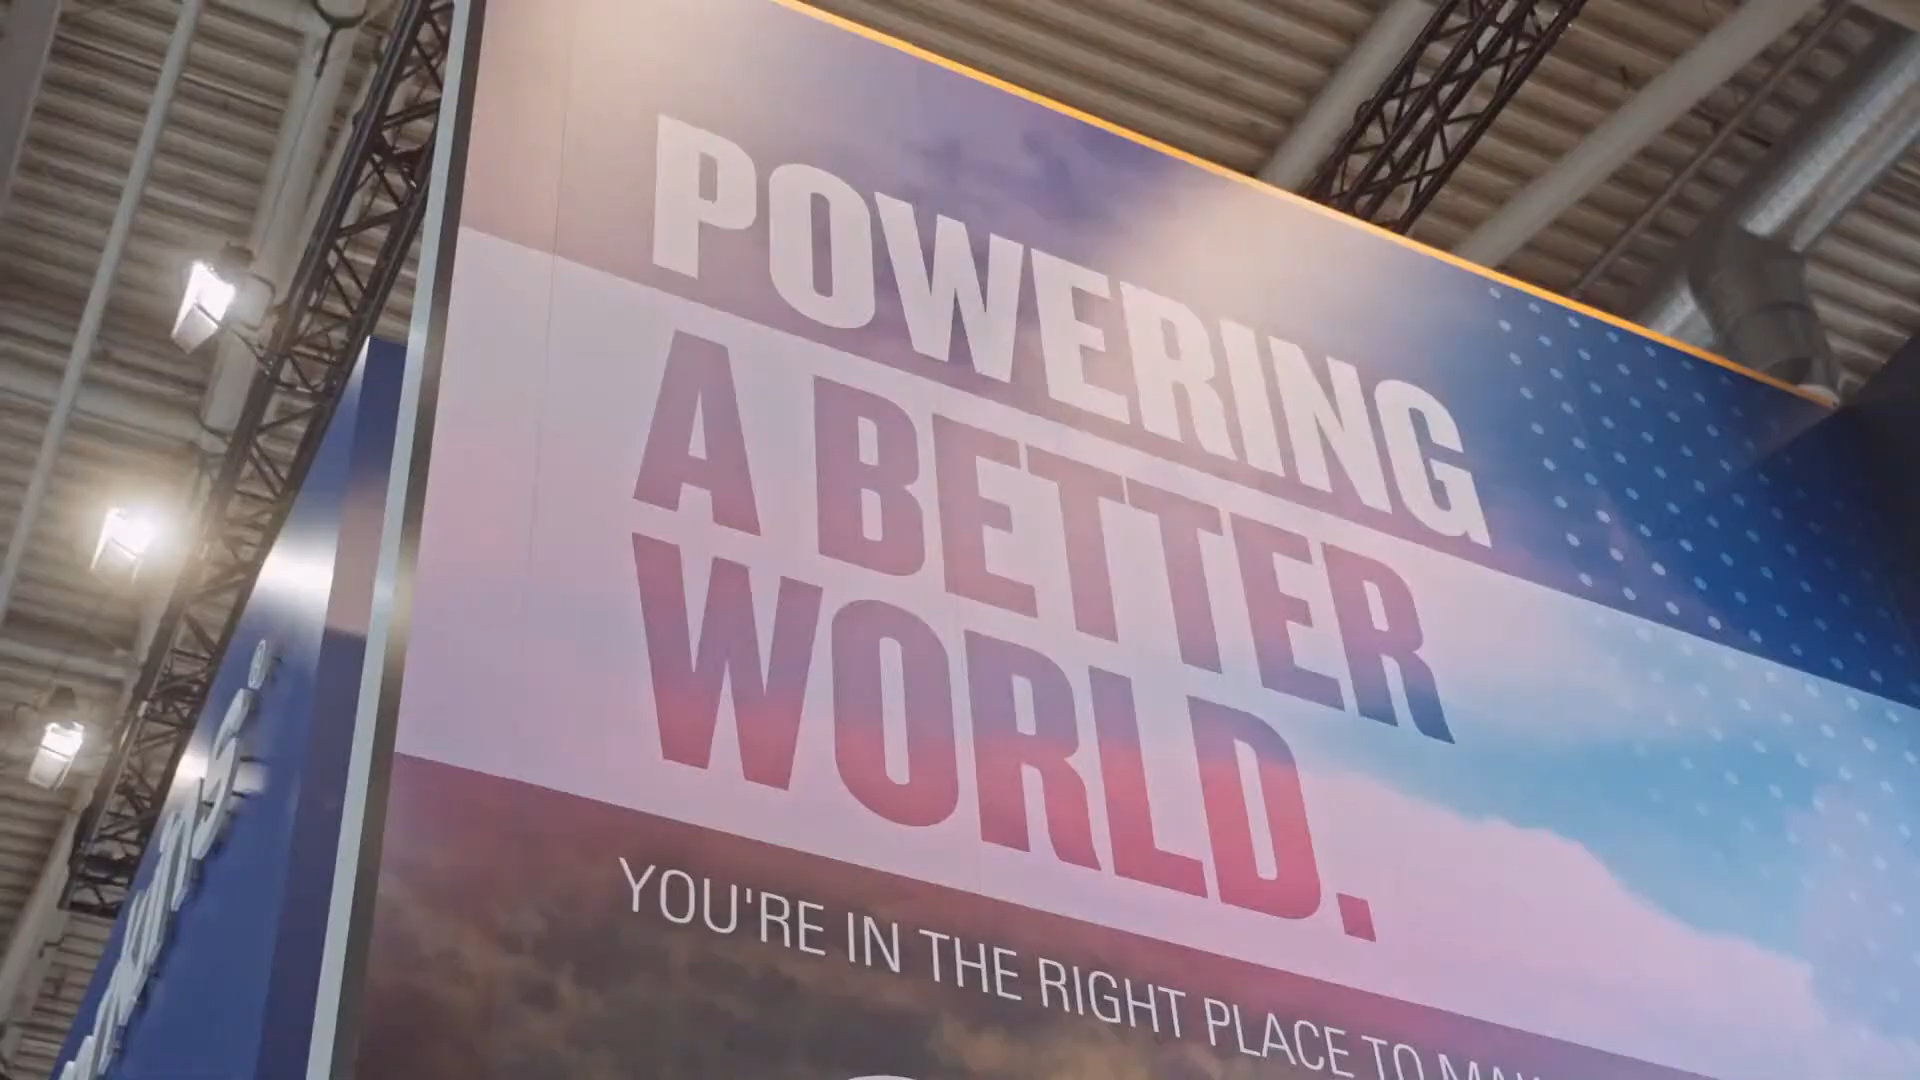 POWERING
A BETTER
WORLD.
YOU'RE IN THE RIGHT PLACE TO
®